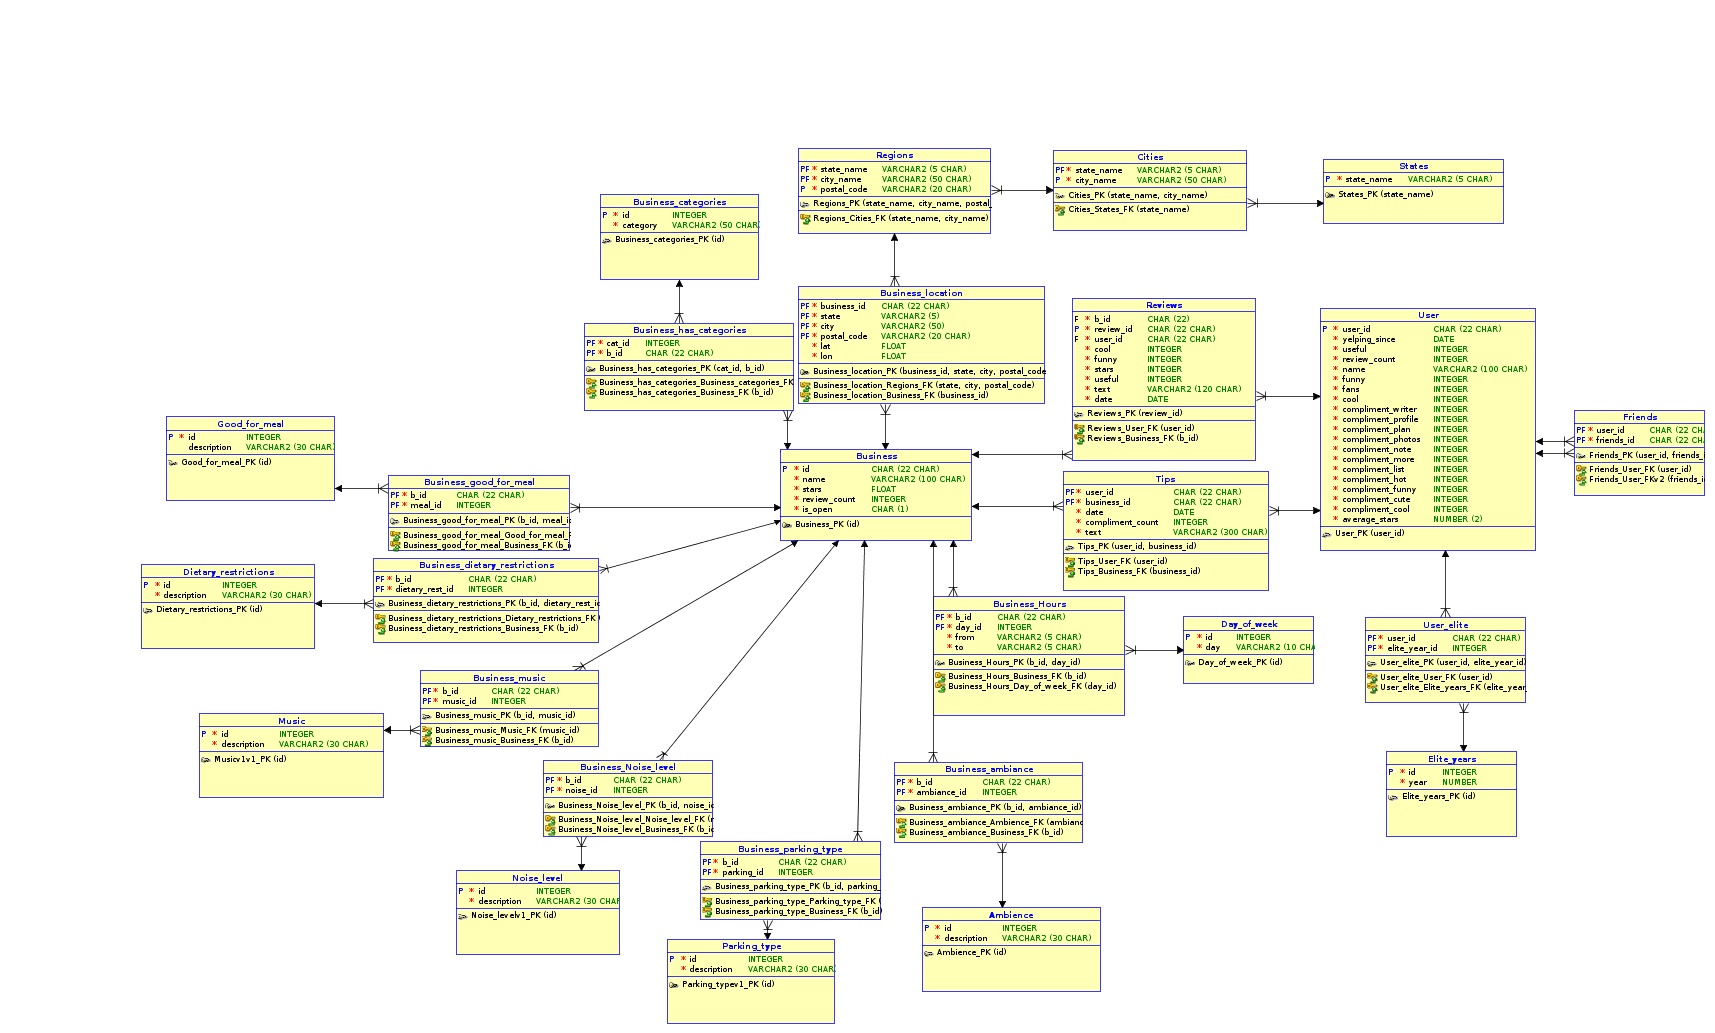 Regions
PF * state_name VARCHAR2 (5 CHAR)
PF * city_name VARCHAR2 (50 CHAR)
P * postal_code VARCHAR2 (20 CHAR)
Regions_PK (state_name, city_name, postal_
Regions_Cities_FK (state_name, city_name)
Cities
PF * state_name VARCHAR2 (5 CHAR)
P * city_name VARCHAR2 (50 CHAR)
Cities_PK (state_name, city_name)
Cities_States_FK (state_name)
States
P * state_name VARCHAR2 (5 CHAR)
States_PK (state_name)
Business_categories
P * id INTEGER
* category VARCHAR2 (50 CHAR
Business_categories_PK (id)
Business_has_categories
PF * cat_id INTEGER
PF * b_id CHAR (22 CHAR)
Business_has_categories_PK (cat_id, b_id)
Business_has_categories_Business_categories_FK
Business_has_categories_Business_FK (b_id)
Business_location
PF * business_id CHAR (22 CHAR)
PF * state VARCHAR2 (5)
PF * city VARCHAR2 (50)
PF * postal_code VARCHAR2 (20 CHAR)
* lat FLOAT
* lon FLOAT
Business_location_PK (business_id, state, city, postal_code
Business_location_Regions_FK (state, city, postal_code)
Business_location_Business_FK (business_id)
Reviews
F * b_id CHAR (22)
P * review_id CHAR (22 CHAR)
F * user_id CHAR (22 CHAR)
* cool INTEGER
* funny INTEGER
* stars INTEGER
* useful INTEGER
* text VARCHAR2 (120 CHAR)
* date DATE
Reviews_PK (review_id)
Reviews_User_FK (user_id)
Reviews_Business_FK (b_id)
User
P * user_id CHAR (22 CHAR)
* yelping_since DATE
* useful INTEGER
* review_count INTEGER
* name VARCHAR2 (100 CHAR)
* funny INTEGER
* fans INTEGER
* cool INTEGER
* compliment_writer INTEGER
* compliment_profile INTEGER
* compliment_plan INTEGER
* compliment_photos INTEGER
* compliment_note INTEGER
* compliment_more INTEGER
* compliment_list INTEGER
* compliment_hot INTEGER
* compliment_funny INTEGER
* compliment_cute INTEGER
* compliment_cool INTEGER
* average_stars NUMBER (2)
User_PK (user_id)
Friends
PF * user_id CHAR (22 CH
PF * friends_id CHAR (22 CH
Friends_PK (user_id, friends_
Friends_User_FK (user_id)
Friends_User_FKv2 (friends_i
Good_for_meal
P * id INTEGER
description VARCHAR2 (30 CHAR
Good_for_meal_PK (id)
Business
P * id CHAR (22 CHAR)
* name VARCHAR2 (100 CHAR)
* stars FLOAT
* review_count INTEGER
* is_open CHAR (1)
Business_PK (id)
Business_good_for_meal
PF * b_id CHAR (22 CHAR)
PF * meal_id INTEGER
Business_good_for_meal_PK (b_id, meal_i
Business_good_for_meal_Good_for_meal_
Business_good_for_meal_Business_FK (b_i
Tips
PF * user_id CHAR (22 CHAR)
PF * business_id CHAR (22 CHAR)
* date DATE
* compliment_count INTEGER
* text VARCHAR2 (300 CHAR)
Tips_PK (user_id, business_id)
Tips_User_FK (user_id)
Tips_Business_FK (business_id)
Dietary_restrictions
P * id INTEGER
* description VARCHAR2 (30 CHAR)
Dietary_restrictions_PK (id)
Business_dietary_restrictions
PF * b_id CHAR (22 CHAR)
PF * dietary_rest_id INTEGER
Business_dietary_restrictions_PK (b_id, dietary_rest_id
Business_dietary_restrictions_Dietary_restrictions_FK
Business_dietary_restrictions_Business_FK (b_id)
Business_Hours
PF * b_id CHAR (22 CHAR)
PF * day_id INTEGER
* from VARCHAR2 (5 CHAR)
* to VARCHAR2 (5 CHAR)
Business_Hours_PK (b_id, day_id)
Business_Hours_Business_FK (b_id)
Business_Hours_Day_of_week_FK (day_id)
Day_of_week
P * id INTEGER
* day VARCHAR2 (10 CHA
Day_of_week_PK (id)
User_elite
PF * user_id CHAR (22 CHAR)
PF * elite_year_id INTEGER
User_elite_PK (user_id, elite_year_id)
User_elite_User_FK (user_id)
User_elite_Elite_years_FK (elite_year
Business_music
PF * b_id CHAR (22 CHAR)
PF * music_id INTEGER
Business_music_PK (b_id, music_id)
Business_music_Music_FK (music_id)
Business_music_Business_FK (b_id)
Music
P * id INTEGER
* description VARCHAR2 (30 CHAR)
Musicv1v1_PK (id)
Elite_years
P * id INTEGER
* year NUMBER
Elite_years_PK (id)
Business_Noise_level
PF * b_id CHAR (22 CHAR)
PF * noise_id INTEGER
Business_Noise_level_PK (b_id, noise_id
Business_Noise_level_Noise_level_FK (
Business_Noise_level_Business_FK (b_id
Business_ambiance
PF * b_id CHAR (22 CHAR)
PF * ambiance_id INTEGER
Business_ambiance_PK (b_id, ambiance_id)
Business_ambiance_Ambience_FK (ambianc
Business_ambiance_Business_FK (b_id)
Business_parking_type
PF * b_id CHAR (22 CHAR)
PF * parking_id INTEGER
Business_parking_type_PK (b_id, parking_
Business_parking_type_Parking_type_FK (
Business_parking_type_Business_FK (b_id)
Noise_level
P * id INTEGER
* description VARCHAR2 (30 CHAR
Noise_levelv1_PK (id)
Ambience
P * id INTEGER
* description VARCHAR2 (30 CHAR)
Ambience_PK (id)
Parking_type
P * id INTEGER
* description VARCHAR2 (30 CHAR
Parking_typev1_PK (id)